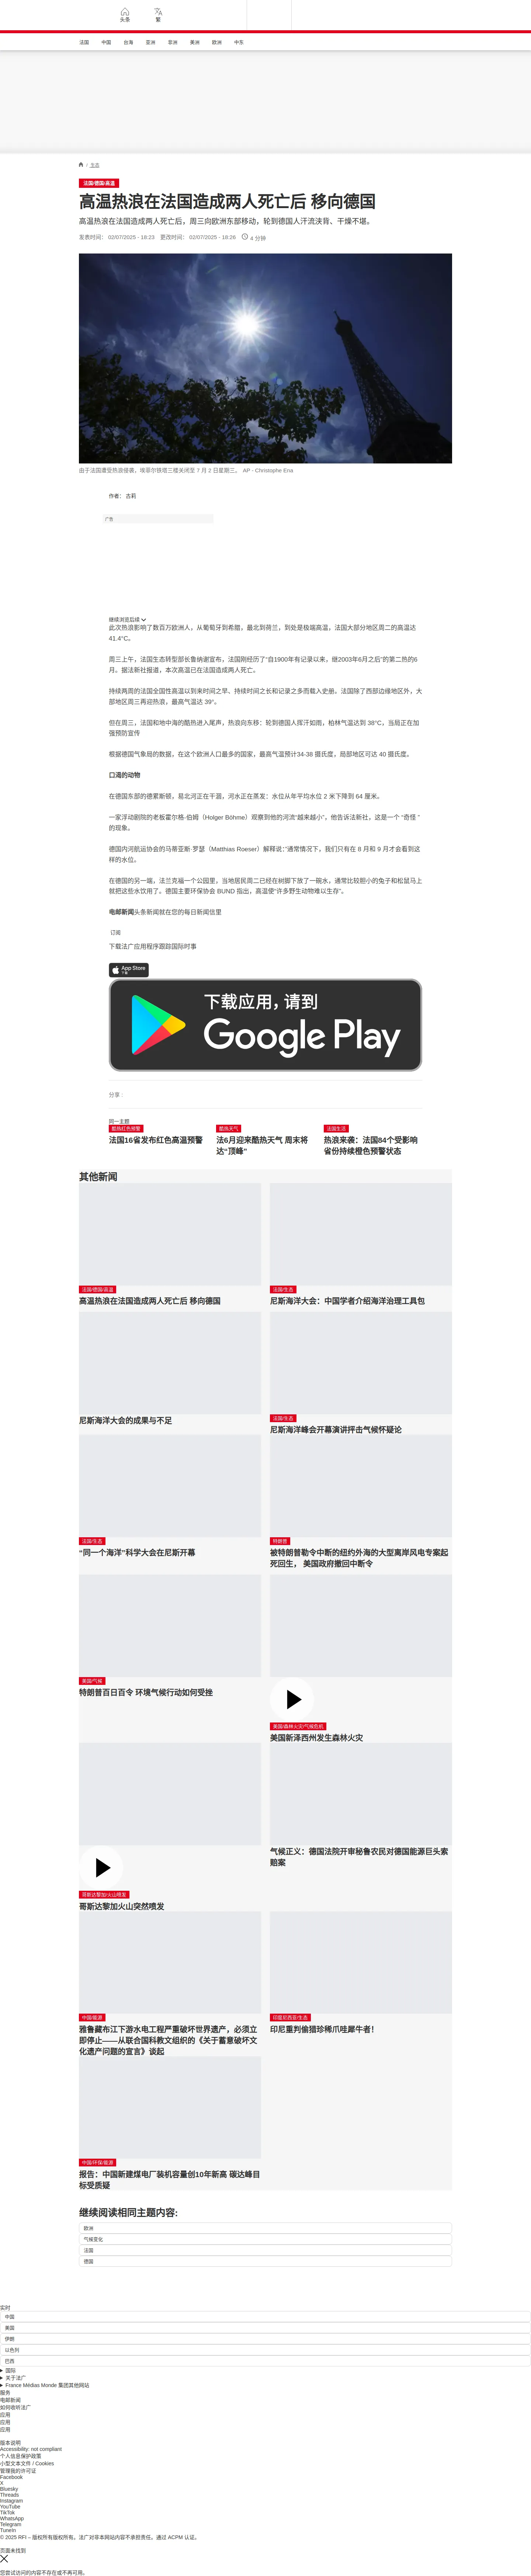 头条
繁
法国
中国
台海
亚洲
非洲
美洲
欧洲
中东
/ 生态
法国/德国/高温
高温热浪在法国造成两人死亡后 移向德国
高温热浪在法国造成两人死亡后，周三向欧洲东部移动，轮到德国人汗流浃背、干燥不堪。
发表时间： 02/07/2025 - 18:23 更改时间： 02/07/2025 - 18:26 4 分钟
由于法国遭受热浪侵袭，埃菲尔铁塔三楼关闭至 7 月 2 日星期三。 AP - Christophe Ena
作者： 古莉
广告
继续浏览后续
此次热浪影响了数百万欧洲人，从葡萄牙到希腊，最北到荷兰，到处是极端高温，法国大部分地区周二的高温达
41.4°C。
周三上午，法国生态转型部长鲁纳谢宣布，法国刚经历了“自1900年有记录以来，继2003年6月之后”的第二热的6
月。据法新社报道，本次高温已在法国造成两人死亡。
持续两周的法国全国性高温以到来时间之早、持续时间之长和记录之多而载入史册。法国除了西部边缘地区外，大
部地区周三再迎热浪，最高气温达 39°。
但在周三，法国和地中海的酷热进入尾声，热浪向东移：轮到德国人挥汗如雨，柏林气温达到 38°C，当局正在加
强预防宣传
根据德国气象局的数据，在这个欧洲人口最多的国家，最高气温预计34-38 摄氏度，局部地区可达 40 摄氏度。
口渴的动物
在德国东部的德累斯顿，易北河正在干涸，河水正在蒸发：水位从年平均水位 2 米下降到 64 厘米。
一家浮动剧院的老板霍尔格-伯姆（Holger Böhme）观察到他的河流“越来越小”，他告诉法新社，这是一个 “奇怪 ”
的现象。
德国内河航运协会的马蒂亚斯·罗瑟（Matthias Roeser）解释说：“通常情况下，我们只有在 8 月和 9 月才会看到这
样的水位。
在德国的另一端，法兰克福一个公园里，当地居民周二已经在树脚下放了一碗水，通常比较胆小的兔子和松鼠马上
就把这些水饮用了。德国主要环保协会 BUND 指出，高温使“许多野生动物难以生存”。
电邮新闻头条新闻就在您的每日新闻信里
订阅
下载法广应用程序跟踪国际时事
App Store
下载
下载应用，请到
Google Play
分享 :
同一主题
酷热红色预警
法国16省发布红色高温预警
酷热天气
法6月迎来酷热天气 周末将
达“顶峰”
法国生活
热浪来袭：法国84个受影响
省份持续橙色预警状态
其他新闻
法国/德国/高温
高温热浪在法国造成两人死亡后 移向德国
法国/生态
尼斯海洋大会：中国学者介绍海洋治理工具包
尼斯海洋大会的成果与不足
法国/生态
尼斯海洋峰会开幕演讲抨击气候怀疑论
法国/生态
“同一个海洋”科学大会在尼斯开幕
特朗普
被特朗普勒令中断的纽约外海的大型离岸风电专案起
死回生， 美国政府撤回中断令
美国/气候
特朗普百日百令 环境气候行动如何受挫
美国/森林火灾/气候危机
美国新泽西州发生森林火灾
哥斯达黎加/火山喷发
哥斯达黎加火山突然喷发
气候正义：德国法院开审秘鲁农民对德国能源巨头索
赔案
中国/能源
雅鲁藏布江下游水电工程严重破坏世界遗产，必须立
即停止——从联合国科教文组织的《关于蓄意破坏文
化遗产问题的宣言》谈起
印度尼西亚/生态
印尼重判偷猎珍稀爪哇犀牛者！
中国/环保/能源
报告：中国新建煤电厂装机容量创10年新高 碳达峰目
标受质疑
继续阅读相同主题内容:
欧洲
气候变化
法国
德国
实时
中国
美国
伊朗
以色列
巴西
国际
关于法广
France Médias Monde 集团其他网站
服务
电邮新闻
如何收听法广
应用
应用
应用
版本说明
Accessibility: not compliant
个人信息保护政策
小型文本文件 / Cookies
管理我的许可证
Facebook
X
Bluesky
Threads
Instagram
YouTube
TikTok
WhatsApp
Telegram
TuneIn
© 2025 RFI – 版权所有版权所有。法广对非本网站内容不承担责任。通过 ACPM 认证。
页面未找到
您尝试访问的内容不存在或不再可用。